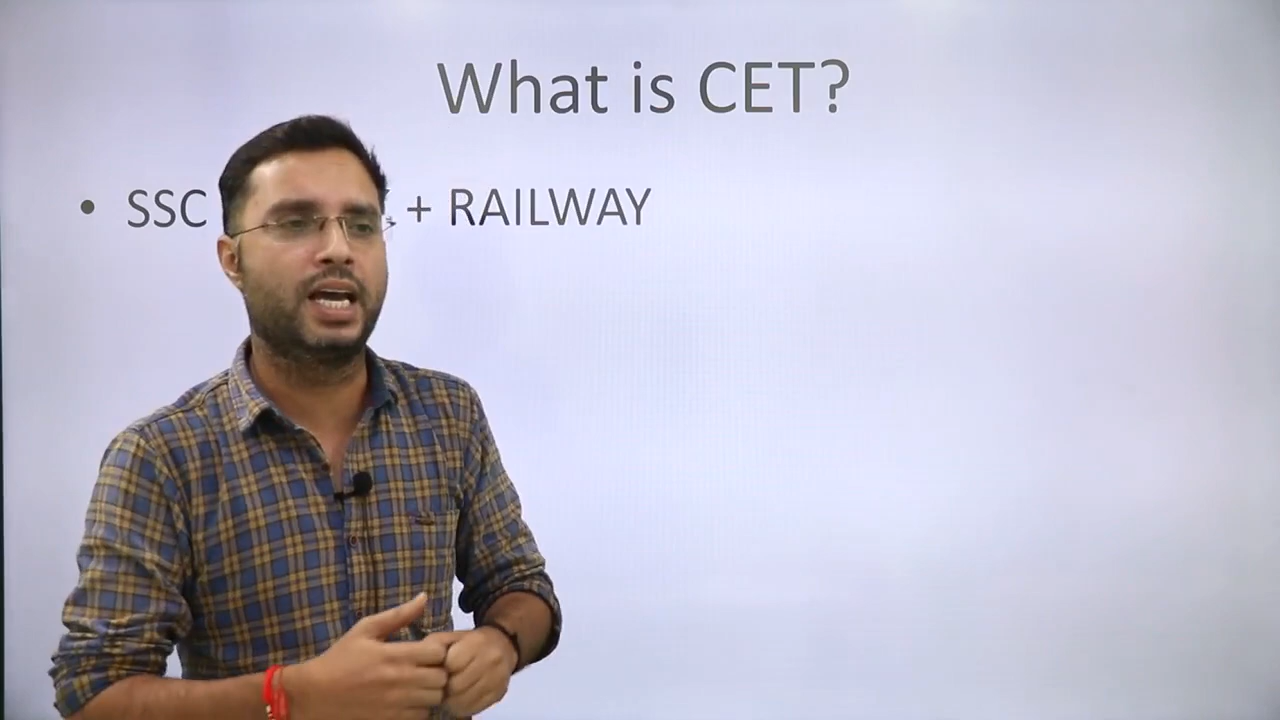 What is CET?
• SSC + RAILWAY